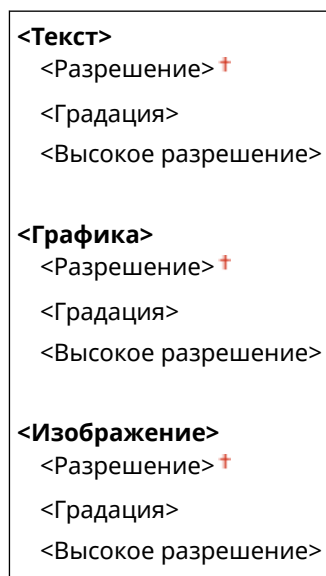 <Текст>
<Разрешение> †
<Градация>
<Высокое разрешение>
<Графика>
<Разрешение> †
<Градация>
<Высокое разрешение>
<Изображение>
<Разрешение> †
<Градация>
<Высокое разрешение>